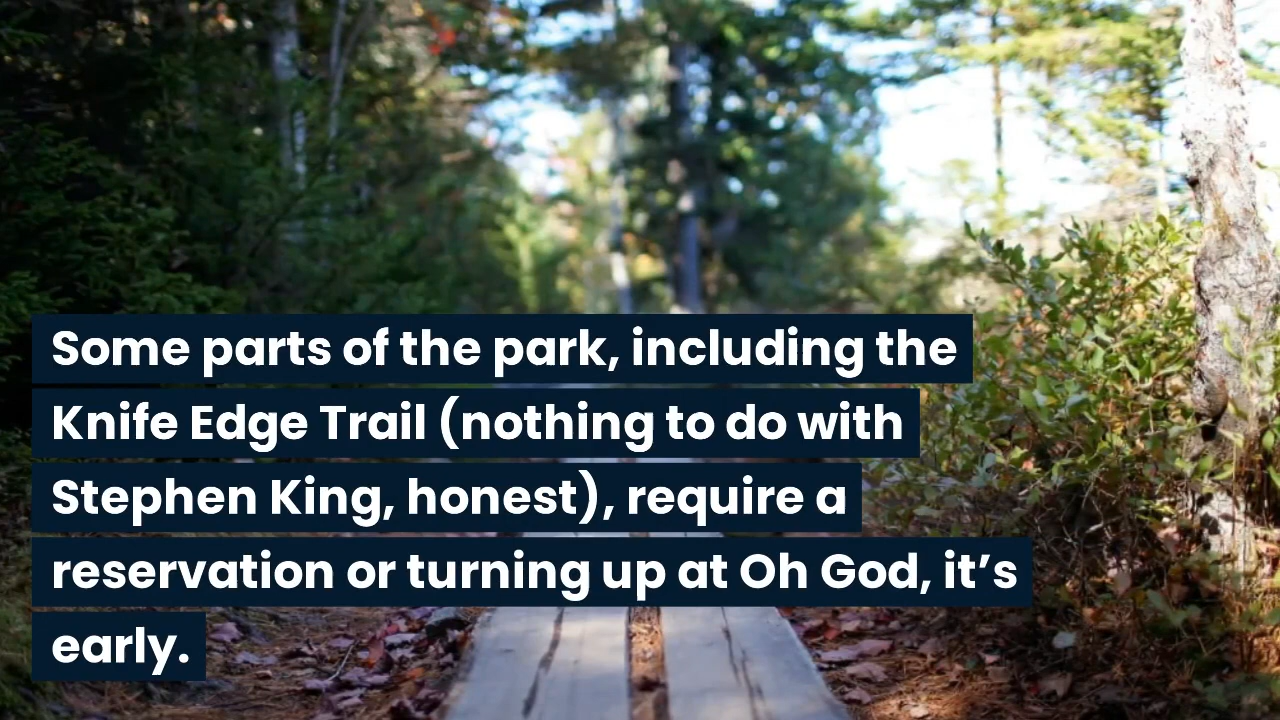 Some parts of the park, including the
Knife Edge Trail (nothing to do with
Stephen King, honest), require a
reservation or turning up at Oh God, it’s
early.